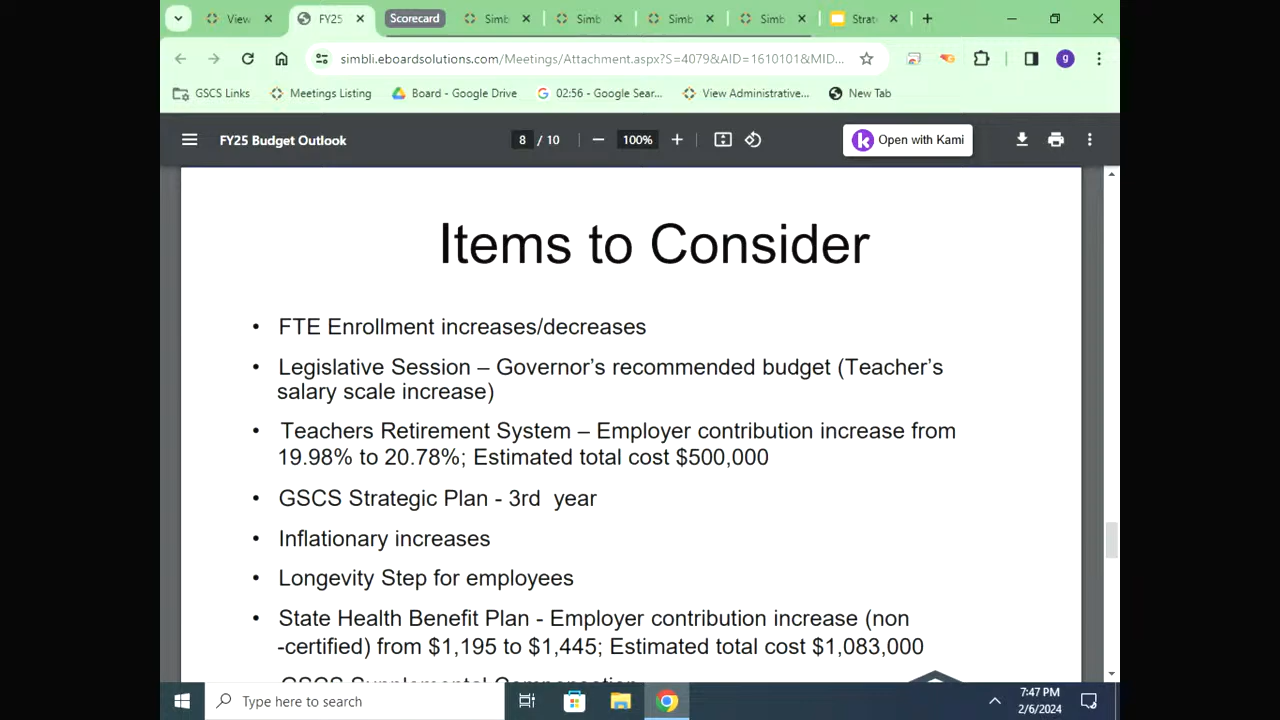 View
FY25
Scorecard
Simb
Simb
Simb
Simb
Strat
simbli.eboardsolutions.com/Meetings/Attachment.aspx?S=4079&AID=1610101&MID...
g
GSCS Links
Meetings Listing
Board - Google Drive
02:56 - Google Sear...
View Administrative...
New Tab
FY25 Budget Outlook
8 / 10
100%
k Open with Kami
Items to Consider
• FTE Enrollment increases/decreases
• Legislative Session – Governor's recommended budget (Teacher's
salary scale increase)
• Teachers Retirement System – Employer contribution increase from
19.98% to 20.78%; Estimated total cost $500,000
• GSCS Strategic Plan - 3rd year
• Inflationary increases
• Longevity Step for employees
• State Health Benefit Plan - Employer contribution increase (non
-certified) from $1,195 to $1,445; Estimated total cost $1,083,000
GSCS Supplemental Compensation
Type here to search
7:47 PM
2/6/2024